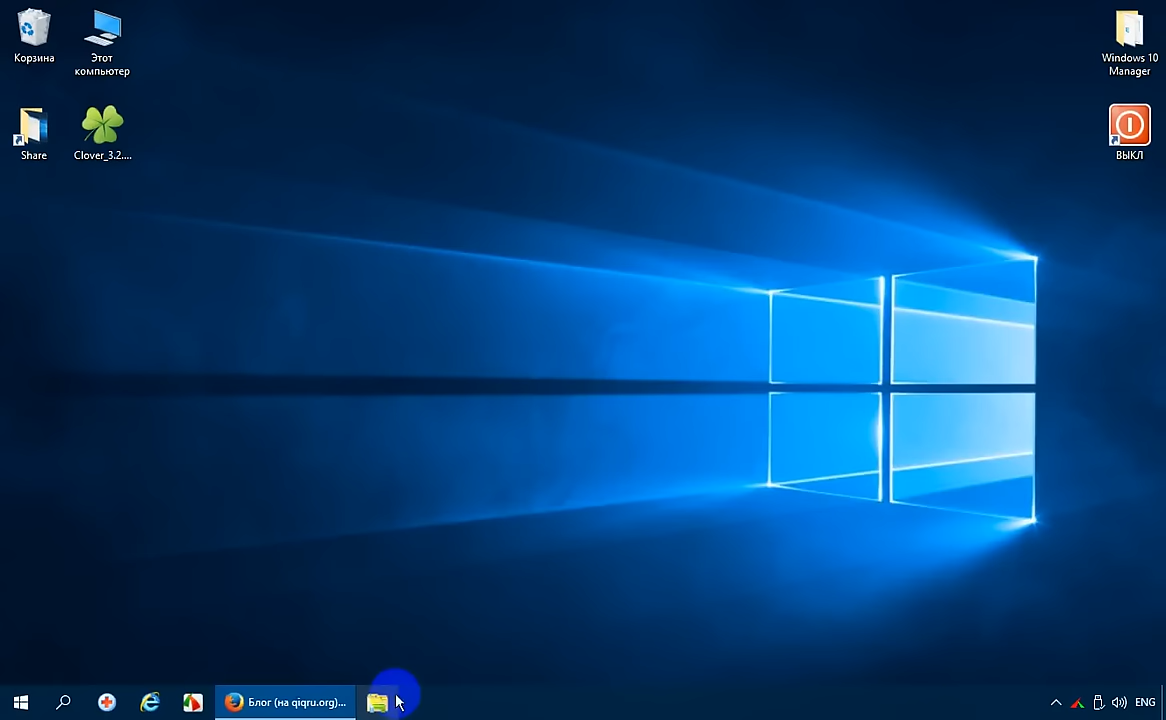 Корзина
Этот
компьютер
Windows 10
Manager
Share
Clover_3.2....
ВЫКЛ
Блог (на qiqru.org)...
ENG